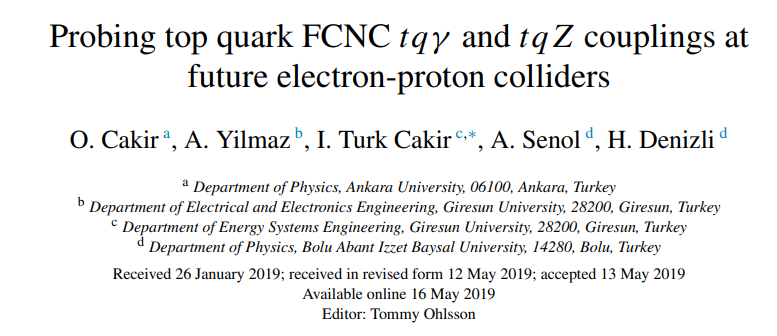 Probing top quark FCNC tqγ and tqZ couplings at
future electron-proton colliders
O. Cakir a, A. Yilmaz b, I. Turk Cakir c,*, A. Senol d, H. Denizli d
a Department of Physics, Ankara University, 06100, Ankara, Turkey
b Department of Electrical and Electronics Engineering, Giresun University, 28200, Giresun, Turkey
c Department of Energy Systems Engineering, Giresun University, 28200, Giresun, Turkey
d Department of Physics, Bolu Abant Izzet Baysal University, 14280, Bolu, Turkey
Received 26 January 2019; received in revised form 12 May 2019; accepted 13 May 2019
Available online 16 May 2019
Editor: Tommy Ohlsson